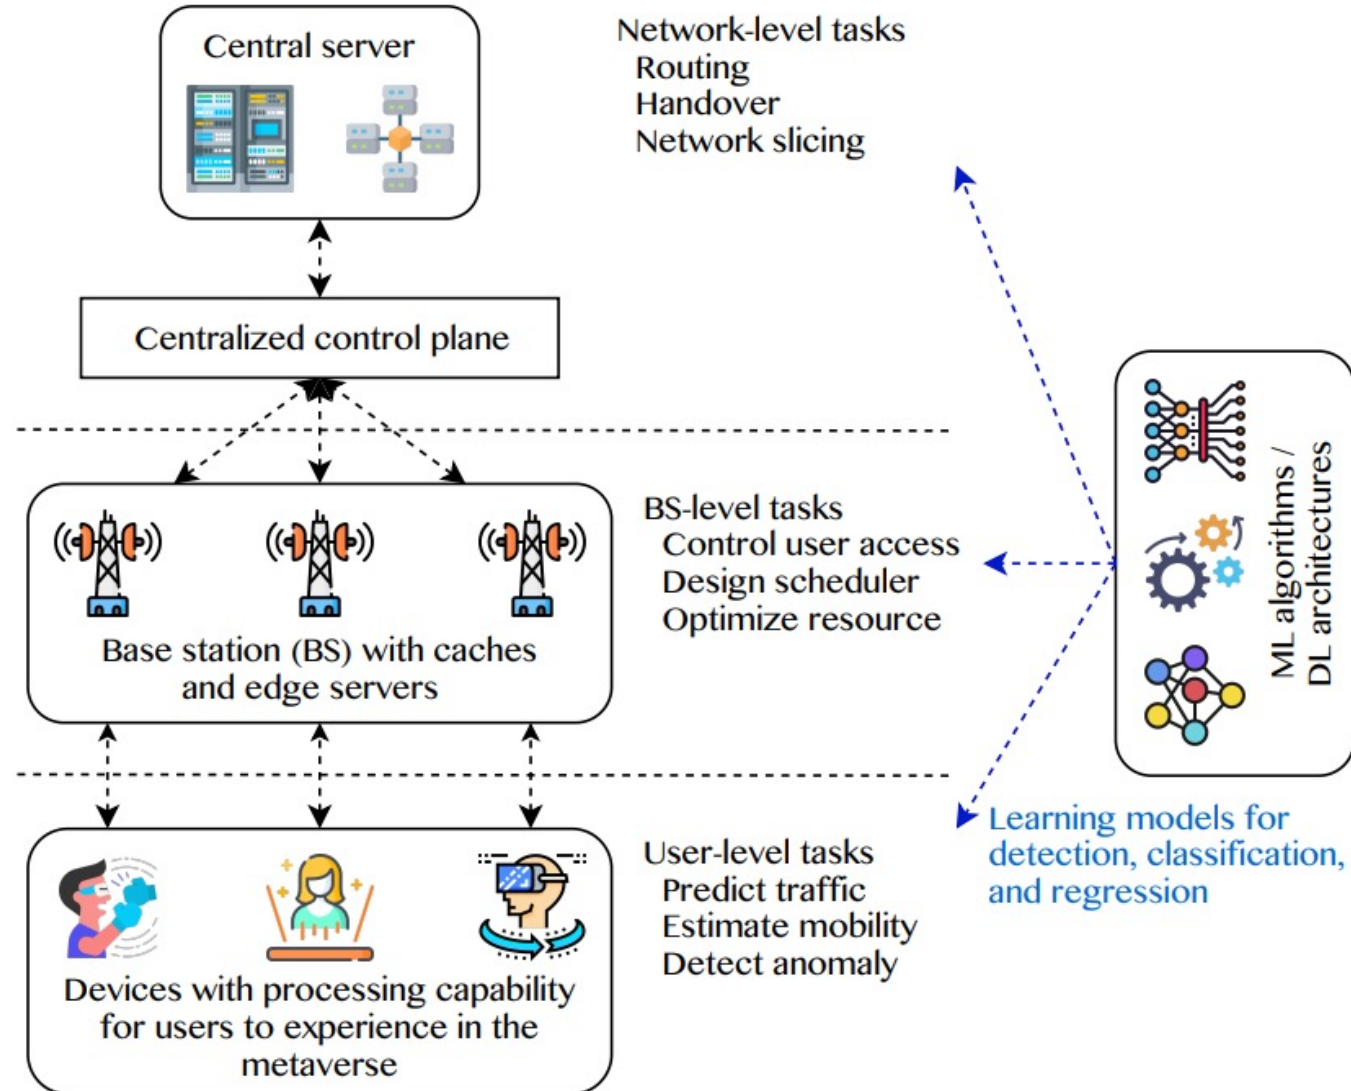 Central server
Network-level tasks
Routing
Handover
Network slicing
Centralized control plane
BS-level tasks
Control user access
Design scheduler
Optimize resource
Base station (BS) with caches
and edge servers
ML algorithms /
DL architectures
Learning models for
detection, classification,
and regression
User-level tasks
Predict traffic
Estimate mobility
Detect anomaly
Devices with processing capability
for users to experience in the
metaverse